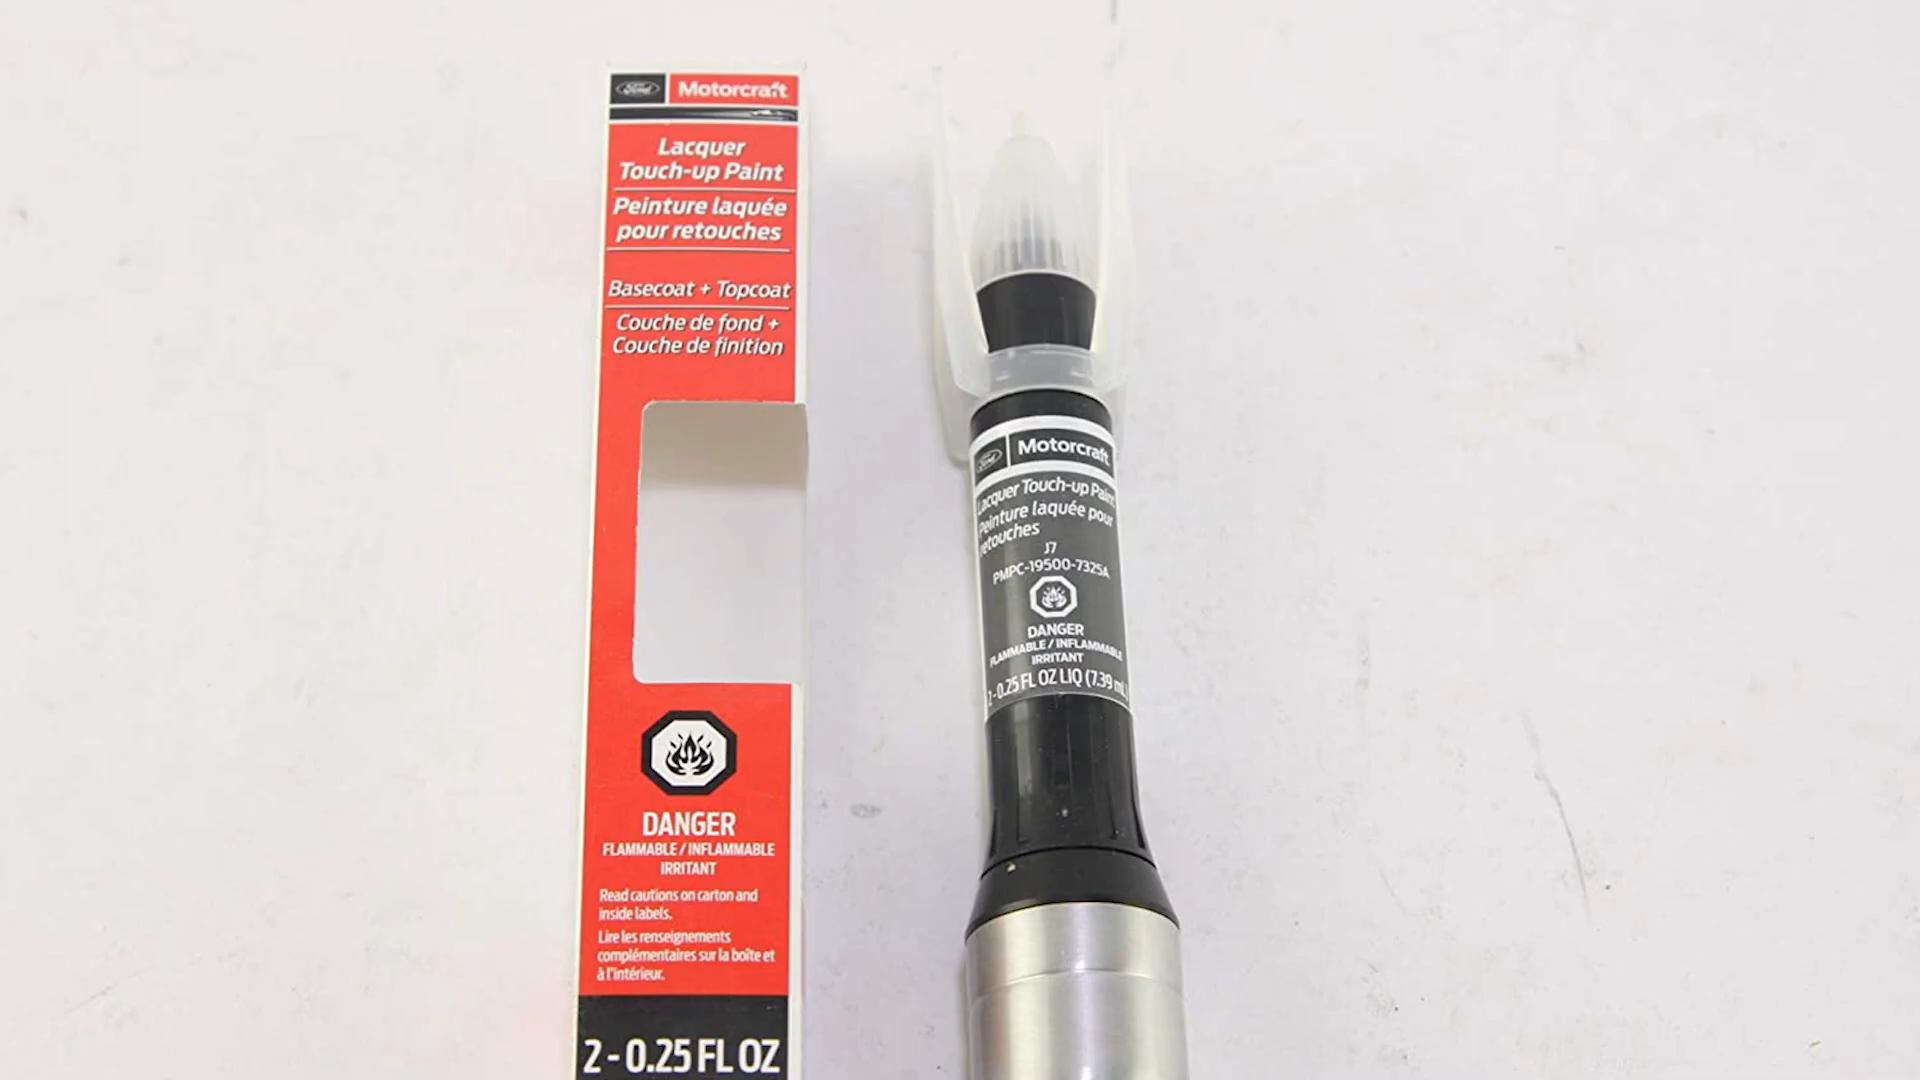 Ford Motorcraft
Lacquer
Touch-up Paint
Peinture laquée
pour retouches
Basecoat + Topcoat
Couche de fond +
Couche de finition
DANGER
FLAMMABLE / INFLAMMABLE
IRRITANT
Read cautions on carton and
inside labels.
Lire les renseignements
complémentaires sur la boîte et
à l'intérieur.
2 - 0.25 FL OZ
Ford Motorcraft
Lacquer Touch-up Paint
Peinture laquée pour
retouches
J7
PMPC-19500-7325A
DANGER
FLAMMABLE / INFLAMMABLE
IRRITANT
2 - 0.25 FL OZ LIQ (7.39 mL)